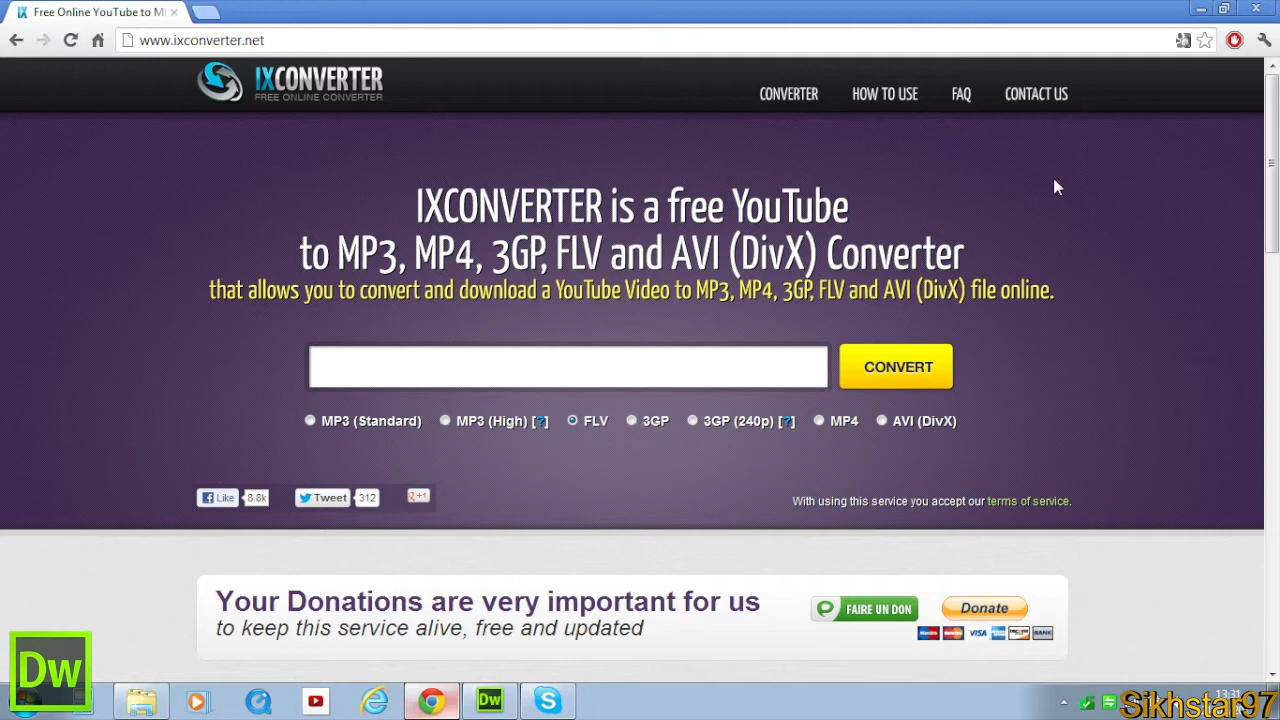 Free Online YouTube to M
www.ixconverter.net
IXCONVERTER
FREE ONLINE CONVERTER
CONVERTER HOW TO USE FAQ CONTACT US
IXCONVERTER is a free YouTube
to MP3, MP4, 3GP, FLV and AVI (DivX) Converter
that allows you to convert and download a YouTube Video to MP3, MP4, 3GP, FLV and AVI (DivX) file online.
CONVERT
MP3 (Standard) MP3 (High) [?] FLV 3GP 3GP (240p) [?] MP4 AVI (DivX)
Like 8.8k Tweet 312 +1
With using this service you accept our terms of service.
Your Donations are very important for us
to keep this service alive, free and updated
FAIRE UN DON
Donate
VISA
BANK
Dw
Dw
13:31
Sikhstar97